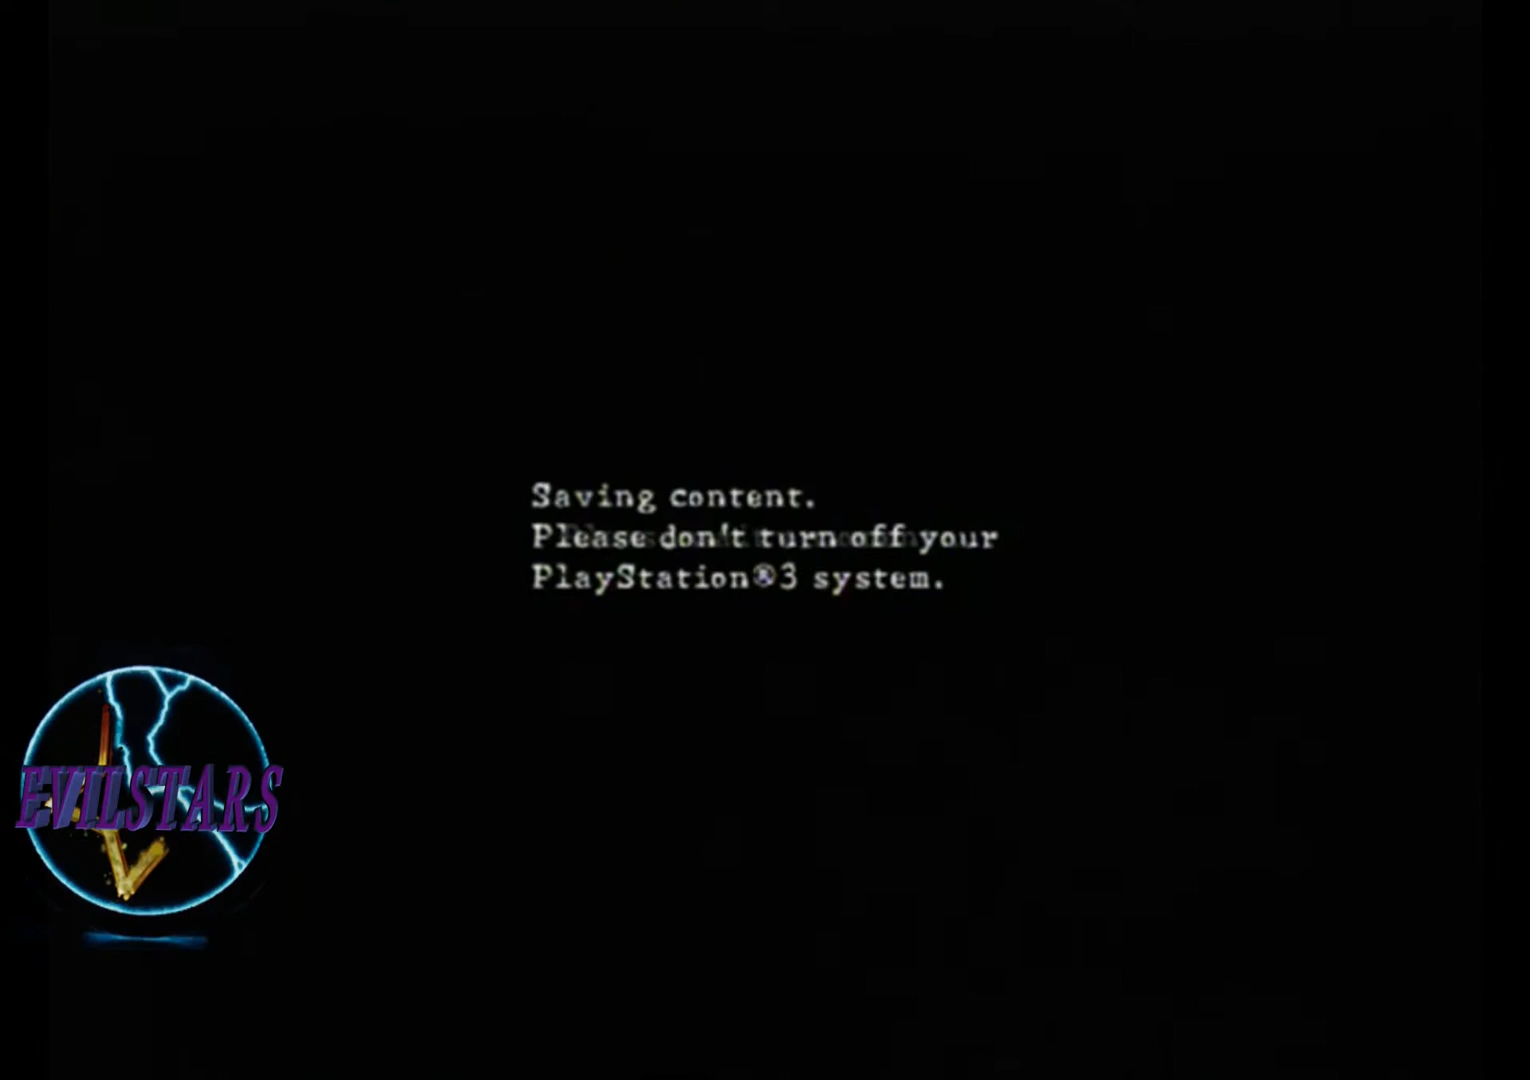 Saving content.
Please don't turn off your
PlayStation®3 system.
EVILSTARS